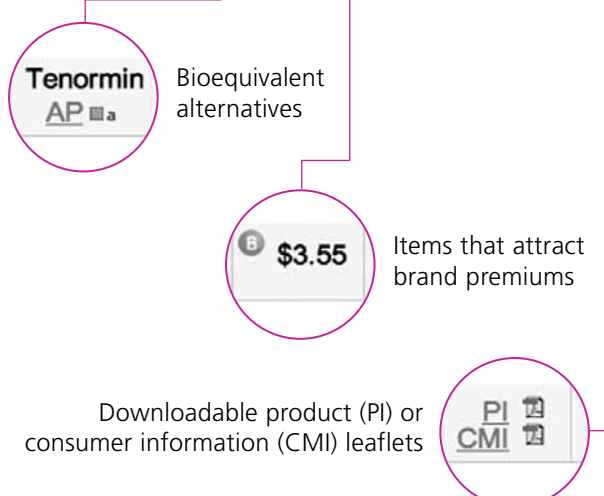 Tenormin
AP a
Bioequivalent
alternatives
B $3.55
Items that attract
brand premiums
Downloadable product (PI) or
consumer information (CMI) leaflets
PI
CMI